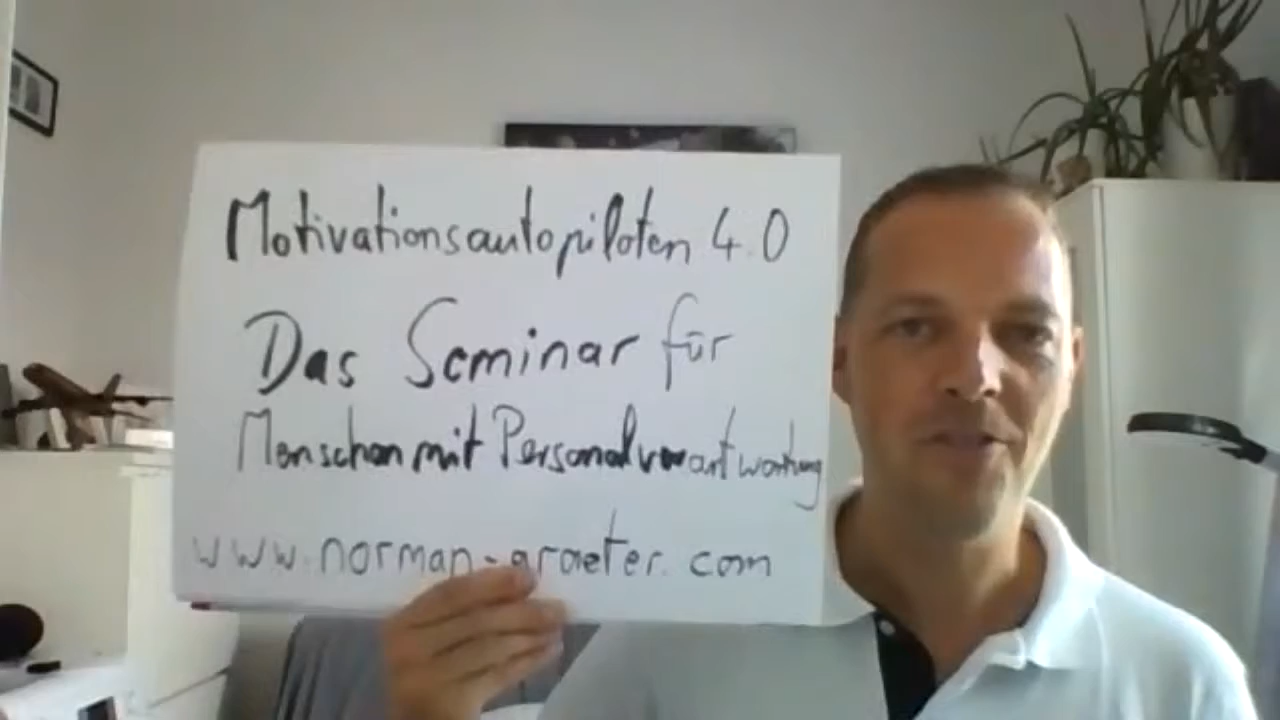 Motivationsautopiloten 4.0
Das Seminar für
Menschen mit Personalverantwortung
www.norman-graeter.com